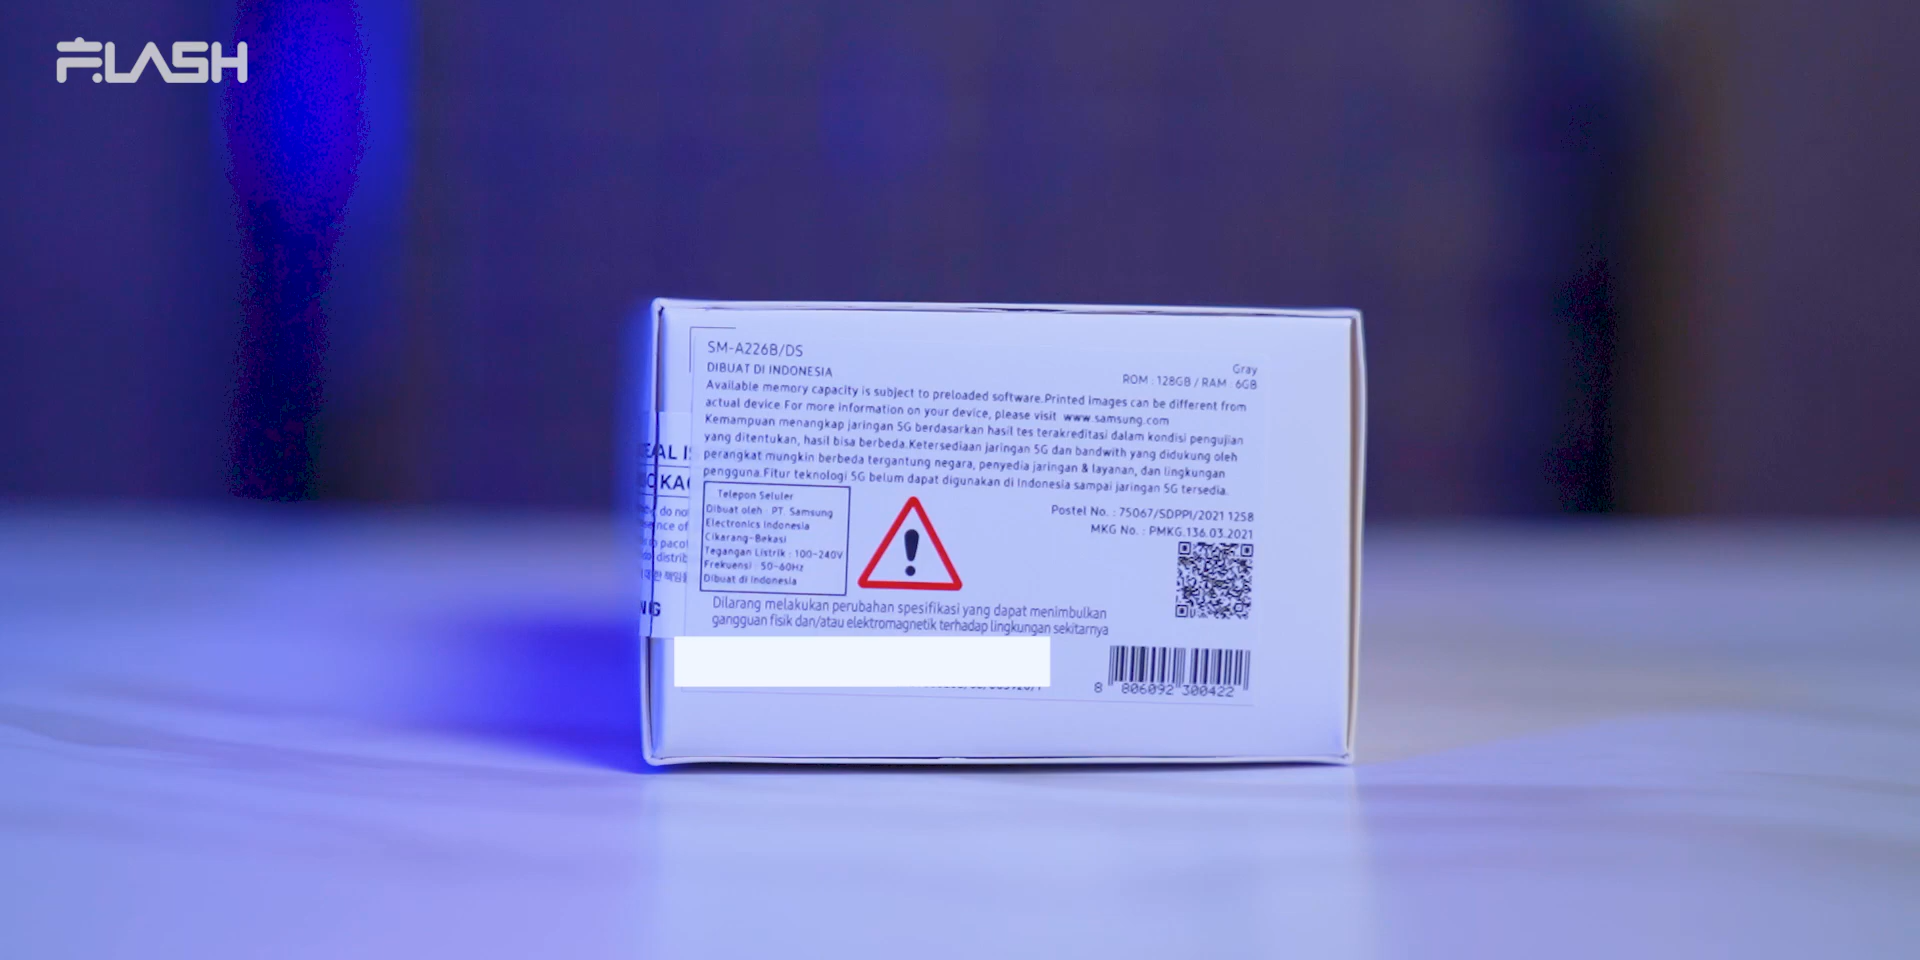 FLASH
SM-A226B/DS
DIBUAT DI INDONESIA
Gray
ROM : 128GB / RAM : 6GB
Available memory capacity is subject to preloaded software.Printed images can be different from
actual device.For more information on your device, please visit www.samsung.com
Kemampuan menangkap jaringan 5G berdasarkan hasil tes terakreditasi dalam kondisi pengujian
yang ditentukan, hasil bisa berbeda.Ketersediaan jaringan 5G dan bandwith yang didukung oleh
perangkat mungkin berbeda tergantung negara, penyedia jaringan & layanan, dan lingkungan
pengguna.Fitur teknologi 5G belum dapat digunakan di Indonesia sampai jaringan 5G tersedia.
Telepon Seluler
Dibuat oleh : PT. Samsung
Electronics Indonesia
Cikarang-Bekasi
Tegangan Listrik : 100-240V
Frekuensi : 50-60Hz
Dibuat di Indonesia
Postel No. : 75067/SDPPI/2021 1258
MKG No. : PMKG.136.03.2021
Dilarang melakukan perubahan spesifikasi yang dapat menimbulkan
gangguan fisik dan/atau elektromagnetik terhadap lingkungan sekitarnya
8 806092 300422